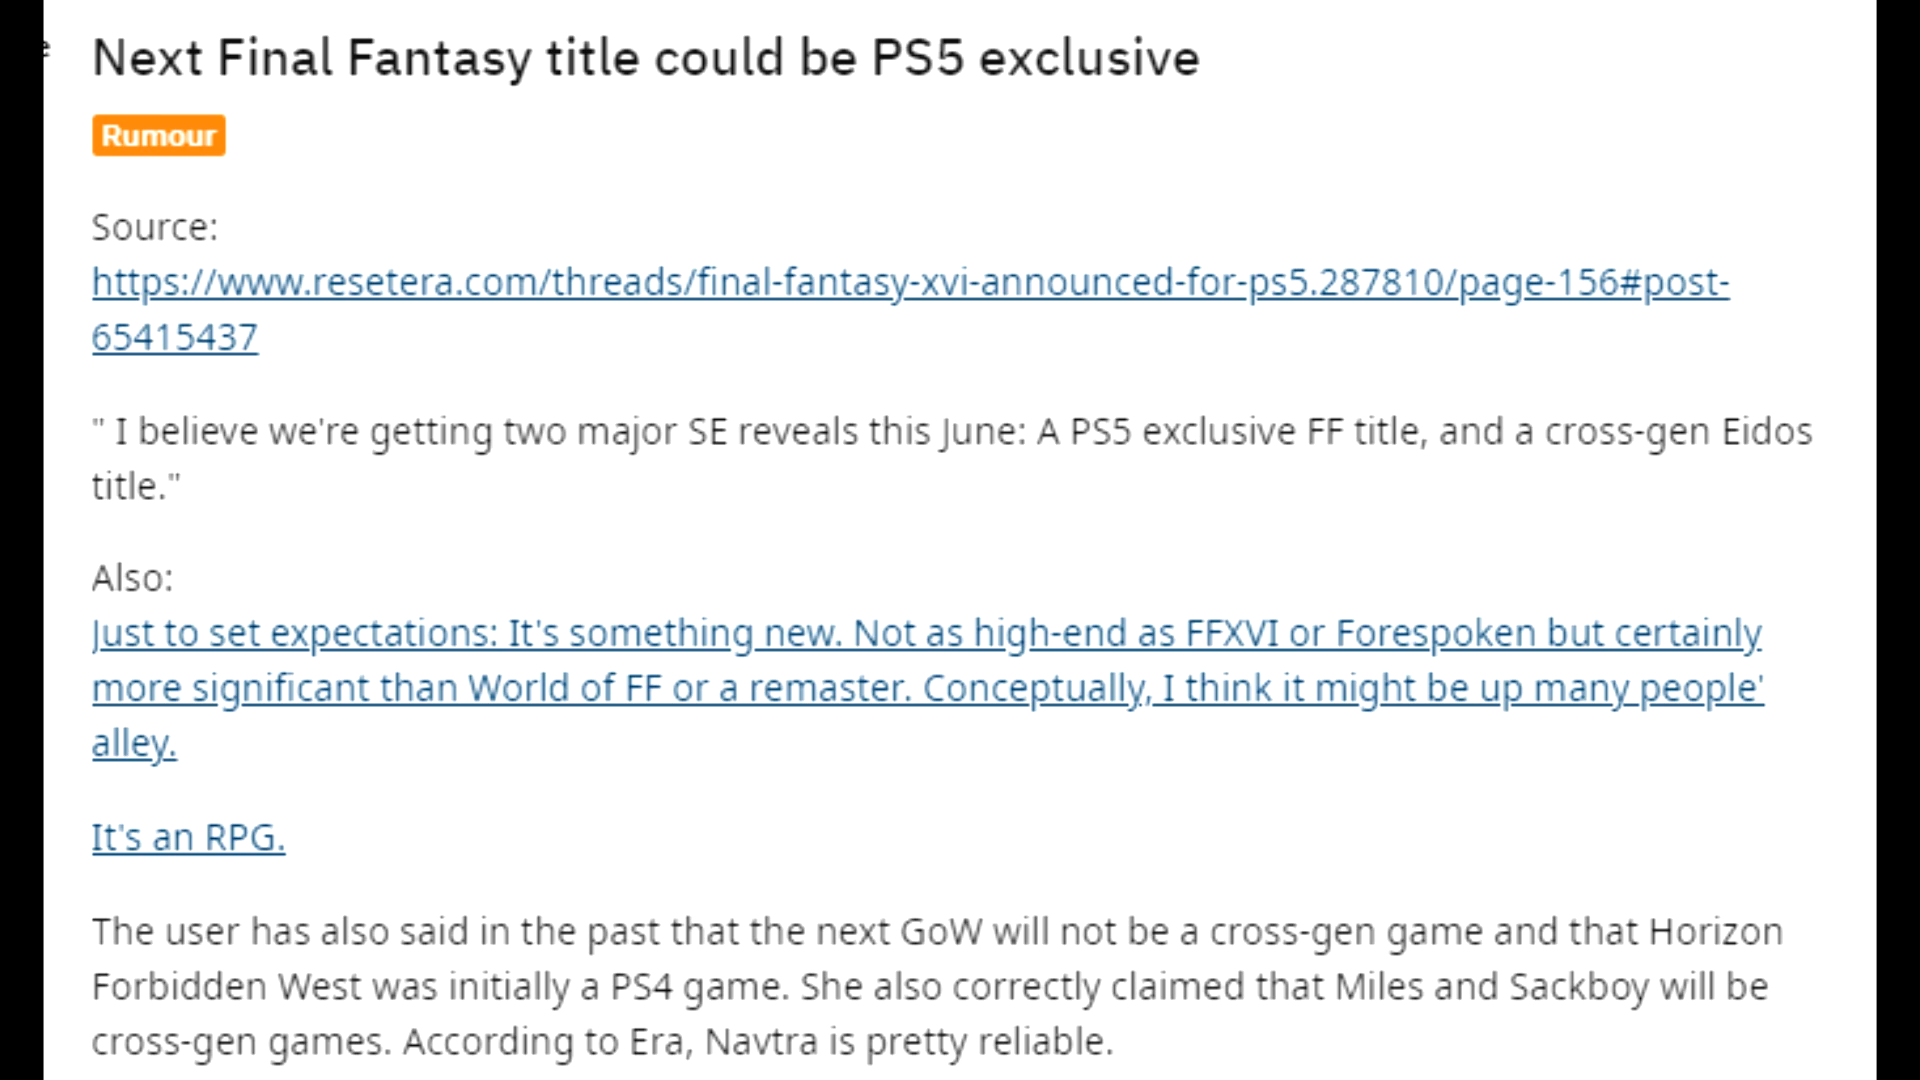 Next Final Fantasy title could be PS5 exclusive
Rumour
Source:
https://www.resetera.com/threads/final-fantasy-xvi-announced-for-ps5.287810/page-156#post-
65415437
" I believe we're getting two major SE reveals this June: A PS5 exclusive FF title, and a cross-gen Eidos
title."
Also:
Just to set expectations: It's something new. Not as high-end as FFXVI or Forespoken but certainly
more significant than World of FF or a remaster. Conceptually, I think it might be up many people'
alley.
It's an RPG.
The user has also said in the past that the next GoW will not be a cross-gen game and that Horizon
Forbidden West was initially a PS4 game. She also correctly claimed that Miles and Sackboy will be
cross-gen games. According to Era, Navtra is pretty reliable.